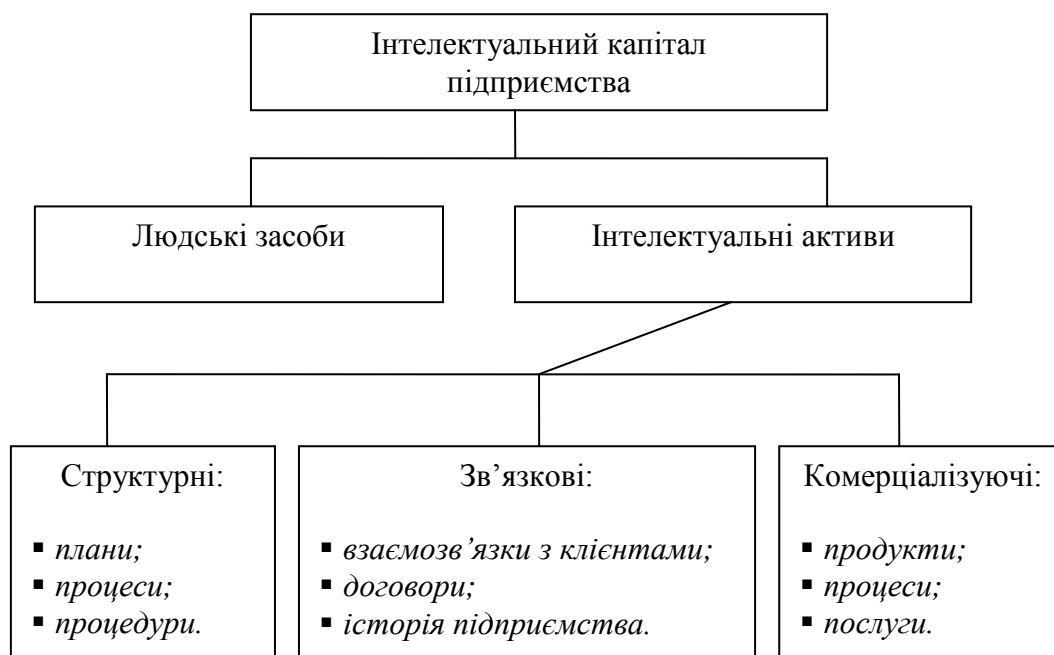 Інтелектуальний капітал
підприємства
Людські засоби
Інтелектуальні активи
Структурні:
▪ плани;
▪ процеси;
▪ процедури.
Зв’язкові:
▪ взаємозв’язки з клієнтами;
▪ договори;
▪ історія підприємства.
Комерціалізуючі:
▪ продукти;
▪ процеси;
▪ послуги.